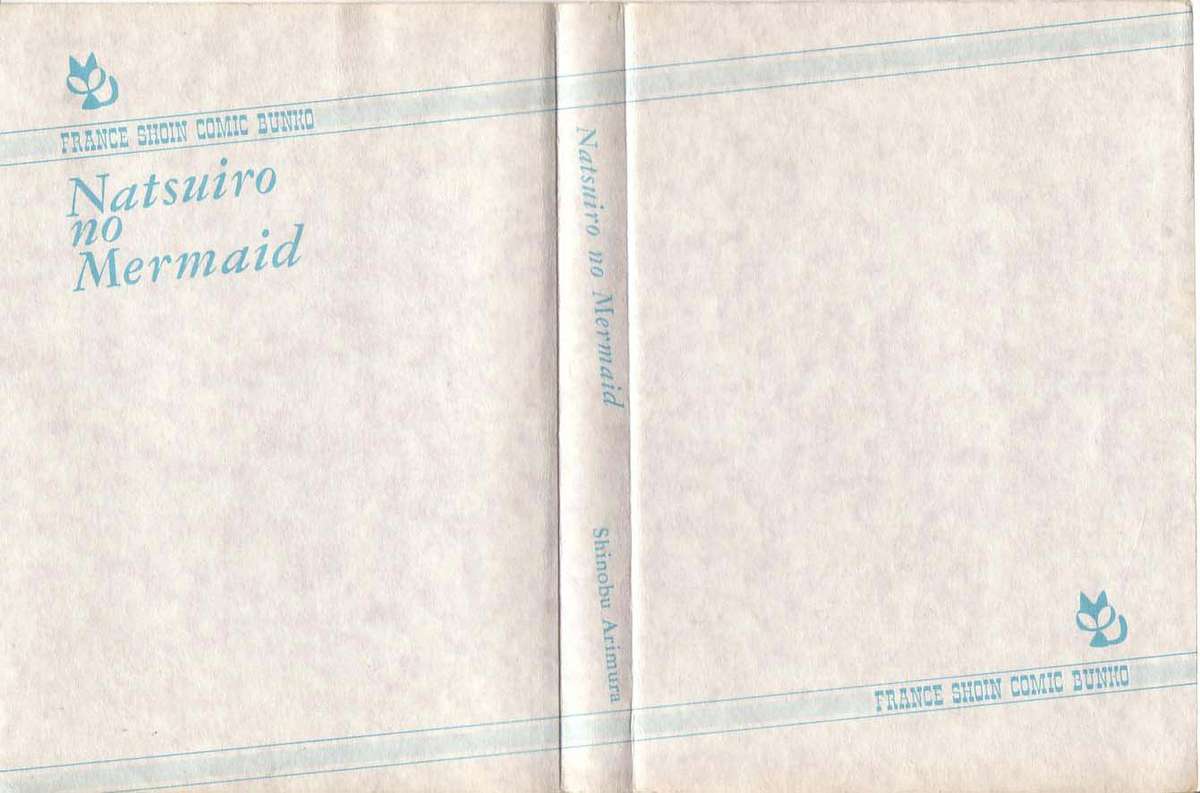 FRANCE SHOIN COMIC BUNKO
Natsuiro
no
Mermaid
Natsuiro no Mermaid
Shinobu Arimura
FRANCE SHOIN COMIC BUNKO